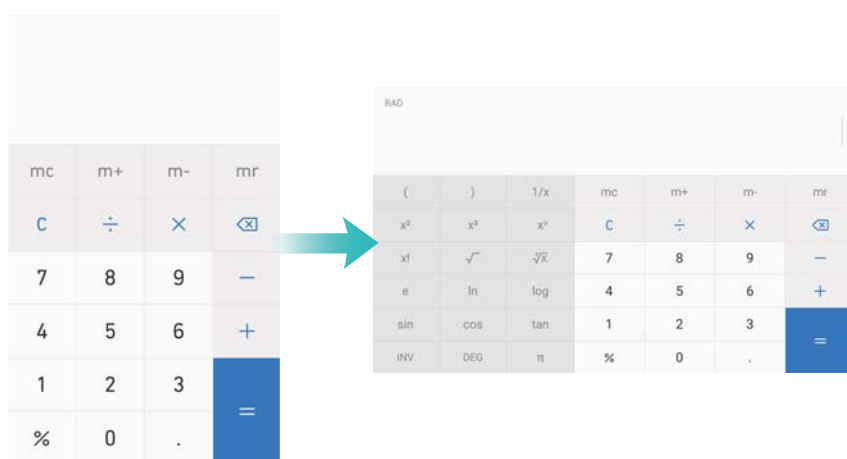 mc m+ m- mr
C ÷ ×
7 8 9 −
4 5 6 +
1 2 3 =
% 0 .
RAD
( ) 1/x mc m+ m- mr
x² x³ xʸ C ÷ ×
x! √‾ ʸ√x 7 8 9 −
e ln log 4 5 6 +
sin cos tan 1 2 3 =
INV DEG π % 0 .